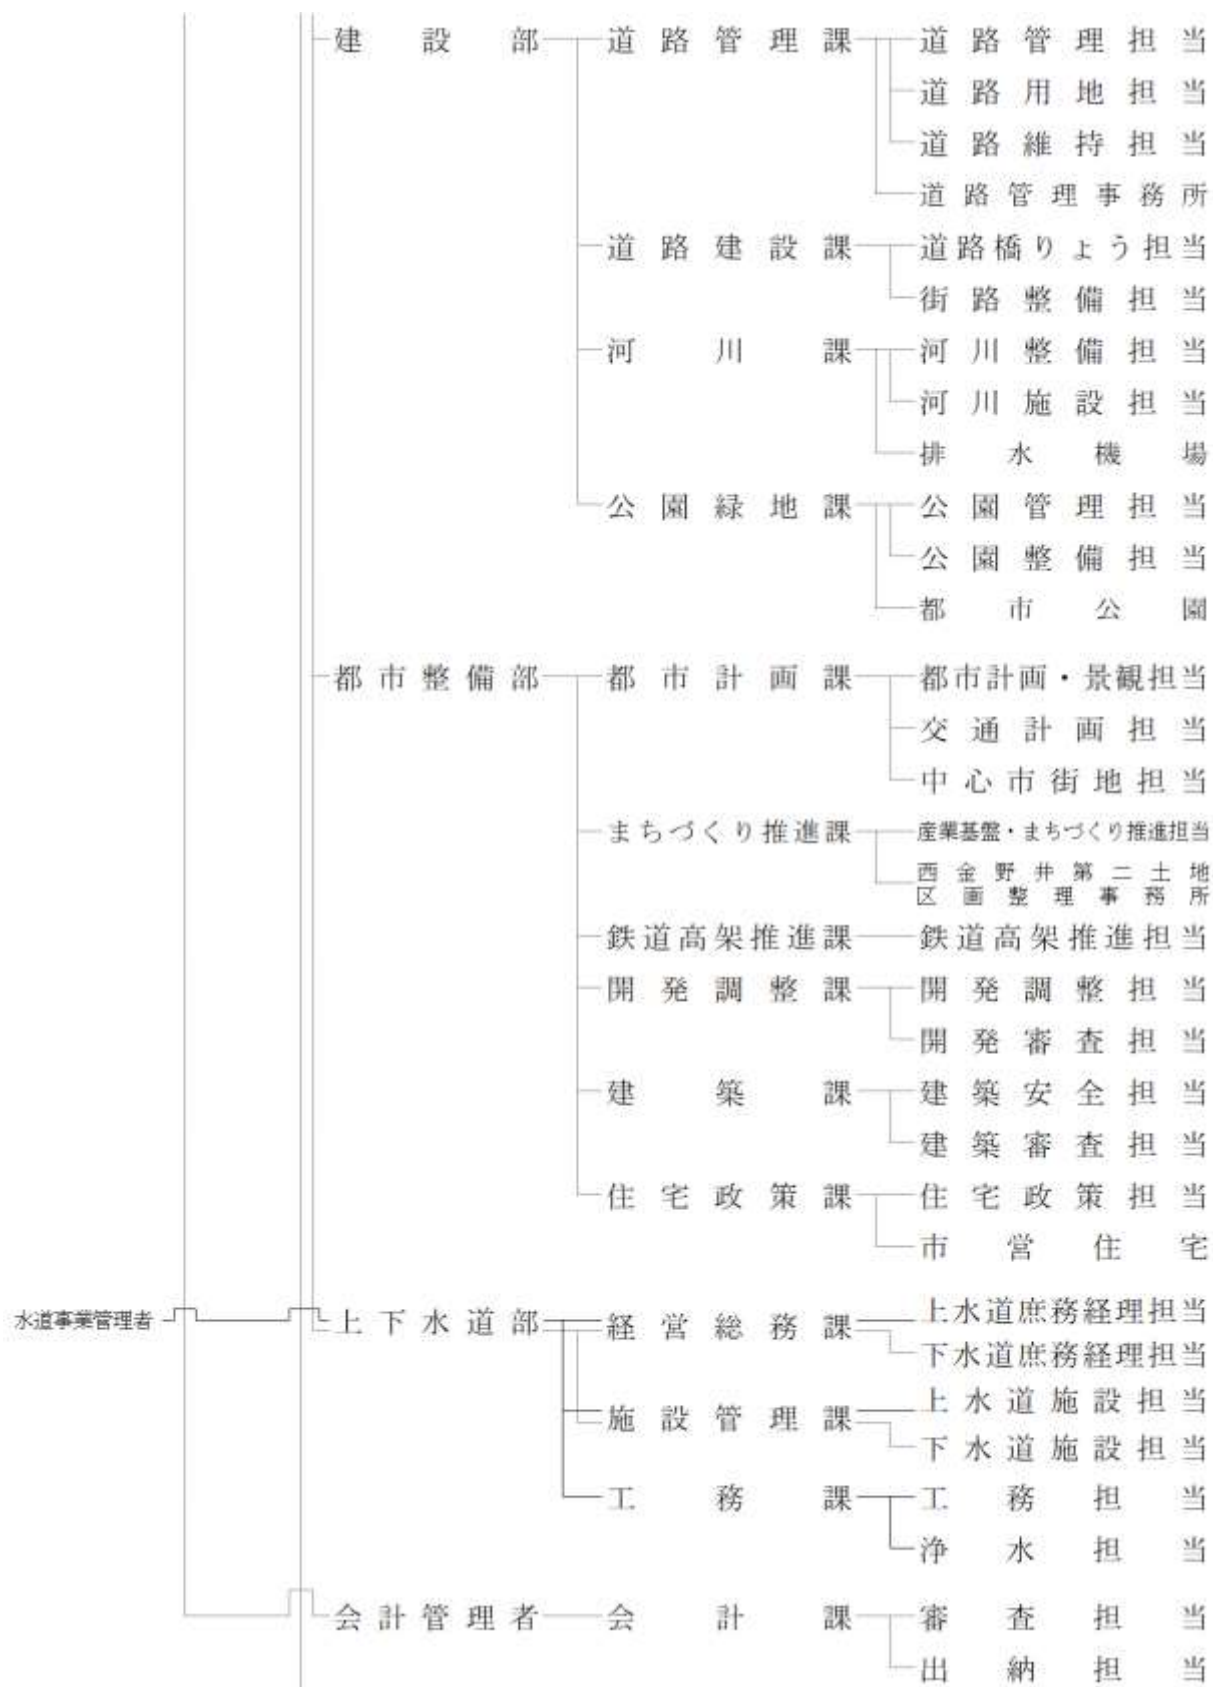 建設部 道路管理課 道路管理担当
道路用地担当
道路維持担当
道路管理事務所
道路建設課 道路橋りょう担当
街路整備担当
河川課 河川整備担当
河川施設担当
排水機場
公園緑地課 公園管理担当
公園整備担当
都市公園
都市整備部 都市計画課 都市計画・景観担当
交通計画担当
中心市街地担当
まちづくり推進課 産業基盤・まちづくり推進担当
西金野井第二土地
区画整理事務所
鉄道高架推進課 鉄道高架推進担当
開発調整課 開発調整担当
開発審査担当
建築課 建築安全担当
建築審査担当
住宅政策課 住宅政策担当
市営住宅
水道事業管理者 上下水道部 経営総務課 上水道庶務経理担当
下水道庶務経理担当
施設管理課 上水道施設担当
下水道施設担当
工務課 工務担当
浄水担当
会計管理者 会計課 審査担当
出納担当